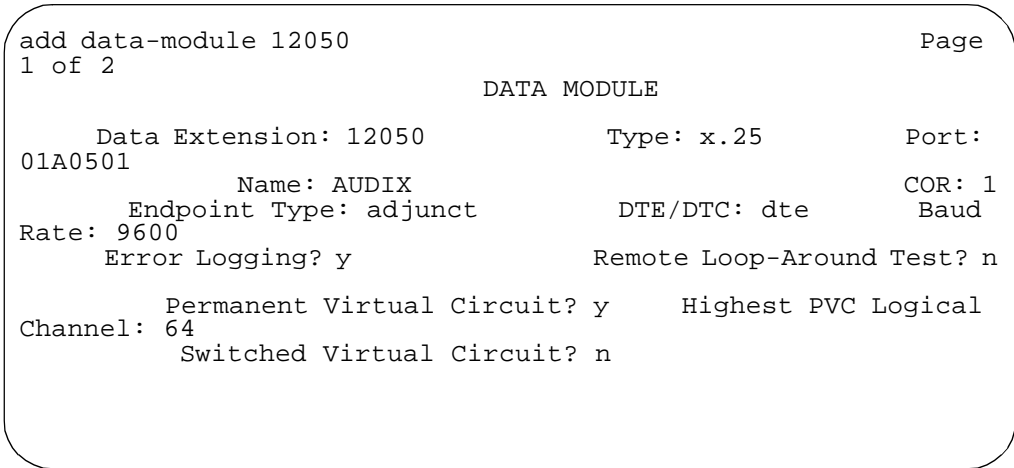 add data-module 12050 Page
1 of 2
DATA MODULE
Data Extension: 12050 Type: x.25 Port:
01A0501
Name: AUDIX COR: 1
Endpoint Type: adjunct DTE/DTC: dte Baud
Rate: 9600
Error Logging? y Remote Loop-Around Test? n
Permanent Virtual Circuit? y Highest PVC Logical
Channel: 64
Switched Virtual Circuit? n